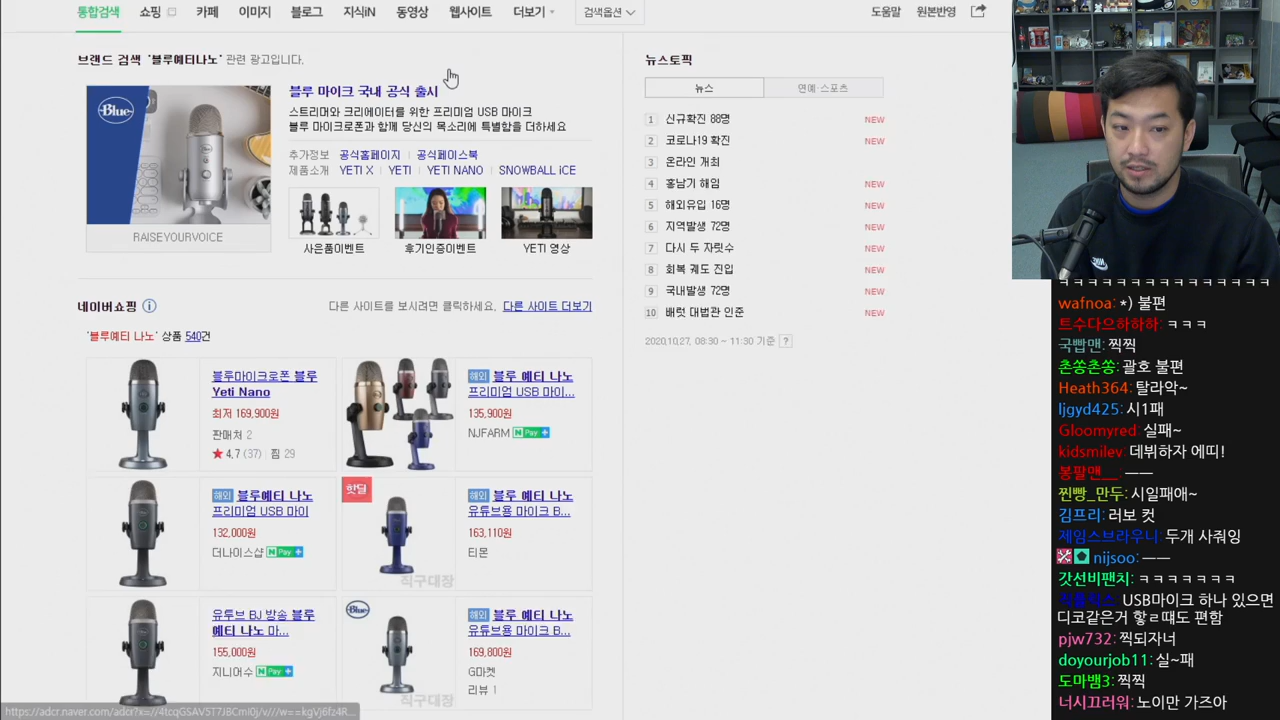 통합검색 쇼핑 카페 이미지 블로그 지식iN 동영상 웹사이트 더보기 검색옵션 도움말 원본반영
브랜드 검색 '블루예티나노' 관련 광고입니다.
Blue
RAISEYOURVOICE
블루 마이크 국내 공식 출시
스트리머와 크리에이터를 위한 프리미엄 USB 마이크
블루 마이크로폰과 함께 당신의 목소리에 특별함을 더하세요
추가정보 공식홈페이지 공식페이스북
제품소개 YETI X YETI YETI NANO SNOWBALL iCE
사은품이벤트 후기인증이벤트 YETI 영상
네이버쇼핑 다른 사이트를 보시려면 클릭하세요. 다른 사이트 더보기
'블루예티 나노' 상품 540건
블루마이크로폰 블루
Yeti Nano
최저 169,900원
판매처 2
★ 4.7 (37) 찜 29
해외 블루 예티 나노
프리미엄 USB 마이...
135,900원
NJFARM N Pay +
해외 블루예티 나노
프리미엄 USB 마이
132,000원
더나이스샵 N Pay +
핫딜
직구대장
해외 블루 예티 나노
유튜브용 마이크 B...
163,110원
티몬
유투브 BJ 방송 블루
예티 나노 마...
155,000원
지니어수 N Pay +
Blue
직구대장
해외 블루 예티 나노
유튜브용 마이크 B...
169,800원
G마켓
리뷰 1
뉴스토픽
뉴스 연예·스포츠
1 신규확진 88명 NEW
2 코로나19 확진 NEW
3 온라인 개최
4 홍남기 해임 NEW
5 해외유입 16명 NEW
6 지역발생 72명 NEW
7 다시 두 자릿수 NEW
8 회복 궤도 진입 NEW
9 국내발생 72명 NEW
10 배럿 대법관 인준 NEW
2020.10.27. 08:30 ~ 11:30 기준 ?
ㅋㅋㅋㅋㅋㅋㅋㅋㅋㅋㅋㅋㅋㅋ
wafnoa: *) 불편
트수다으하하하: ㅋㅋㅋ
국빱맨: 찍찍
촌쏭촌쏭: 괄호 불편
Heath364: 탈라악~
ljgyd425: 시1패
Gloomyred: 실패~
kidsmilev: 데뷔하자 에띠!
봉팔맨__: ㅡㅡ
찐빵_만두: 시일패애~
김프리: 러보 컷
제임스브라우니: 두개 사줘잉
nijsoo: ㅡㅡ
갓선비팬치: ㅋㅋㅋㅋㅋㅋㅋ
USB마이크 하나 있으면
디코같은거 핳ㄹ떄도 편함
pjw732: 찍되자너
doyourjob11: 실~패
도마뱀3: 찍찍
너시끄러워: 노이만 가즈아